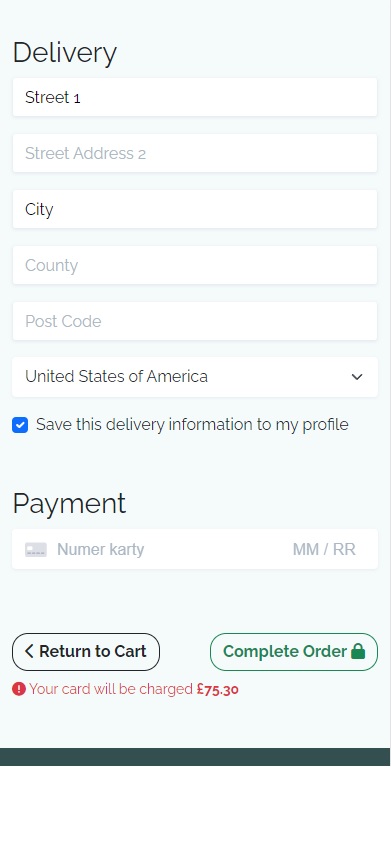 Delivery
Street 1
Street Address 2
City
County
Post Code
United States of America
Save this delivery information to my profile
Payment
Numer karty MM / RR
Return to Cart Complete Order
Your card will be charged £75.30